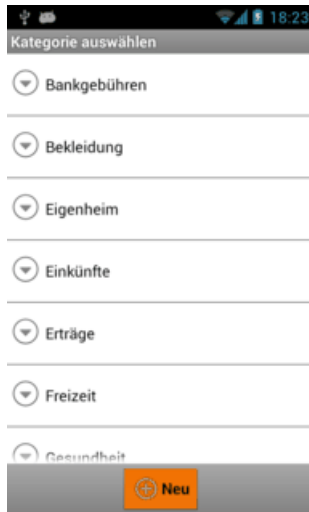 18:23
Kategorie auswählen
Bankgebühren
Bekleidung
Eigenheim
Einkünfte
Erträge
Freizeit
Gesundheit
Neu